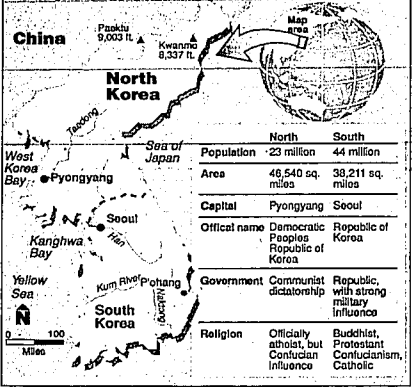 Map
area
China
Paektu
9,003 ft.
Kwanmo
8,337 ft.
North
Korea
Taedong
Sea of
Japan
West
Korea
Bay
Pyongyang
Seoul
Han
Kanghwa
Bay
Kum River
P'ohang
Naktong
Yellow
Sea
N
South
Korea
0 100
Miles
North South
Population 23 million 44 million
Area 46,540 sq. 38,211 sq.
miles miles
Capital Pyongyang Seoul
Offical name Democratic Republic of
Peoples Korea
Republic of
Korea
Government Communist Republic,
dictatorship with strong
military
influence
Religion Officially Buddhist,
atheist, but Protestant
Confucian Confucianism,
influence Catholic